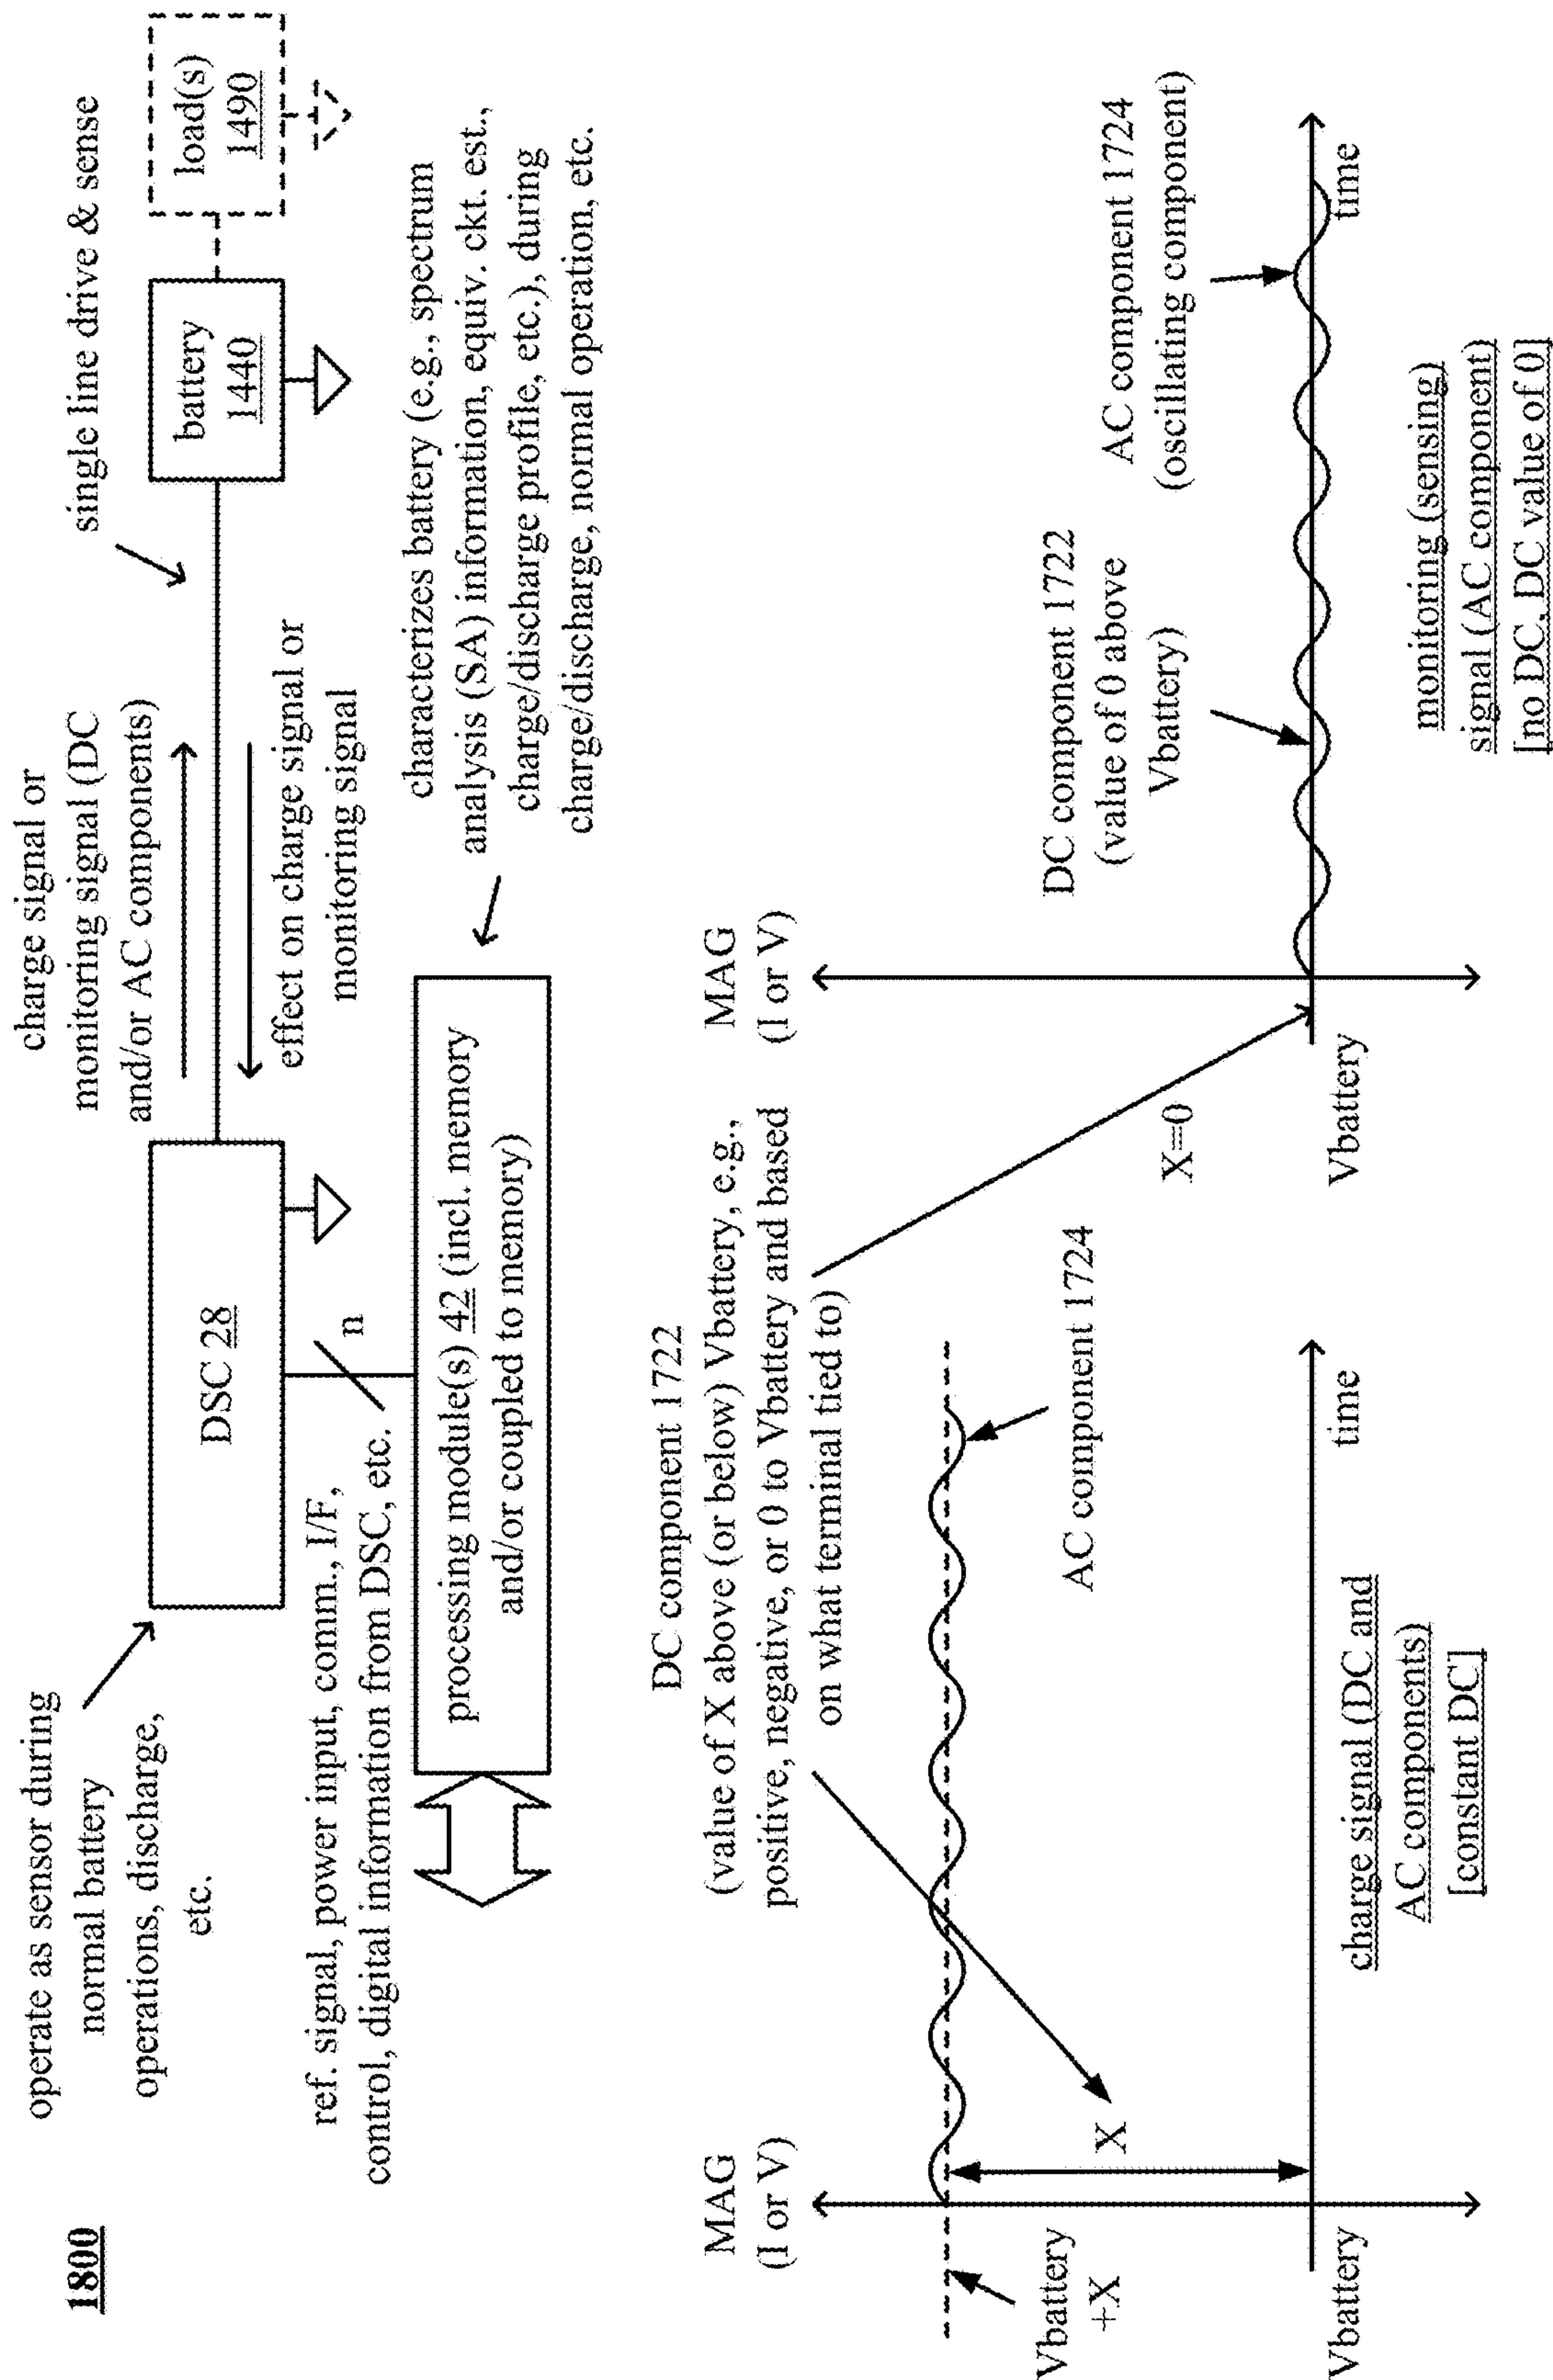 1800
operate as sensor during
normal battery
operations, discharge,
etc.
DSC 28
charge signal or
monitoring signal (DC
and/or AC components)
effect on charge signal or
monitoring signal
single line drive & sense
battery
1440
load(s)
1490
n
ref. signal, power input, comm., I/F,
control, digital information from DSC, etc.
processing module(s) 42 (incl. memory
and/or coupled to memory)
characterizes battery (e.g., spectrum
analysis (SA) information, equiv. ckt. est.,
charge/discharge profile, etc.), during
charge/discharge, normal operation, etc.
DC component 1722
(value of X above (or below) Vbattery, e.g.,
positive, negative, or 0 to Vbattery and based
on what terminal tied to)
MAG
(I or V)
Vbattery
+X
X
Vbattery
AC component 1724
time
charge signal (DC and
AC components)
[constant DC]
MAG
(I or V)
X=0
Vbattery
DC component 1722
(value of 0 above
Vbattery)
AC component 1724
(oscillating component)
time
monitoring (sensing)
signal (AC component)
[no DC, DC value of 0]